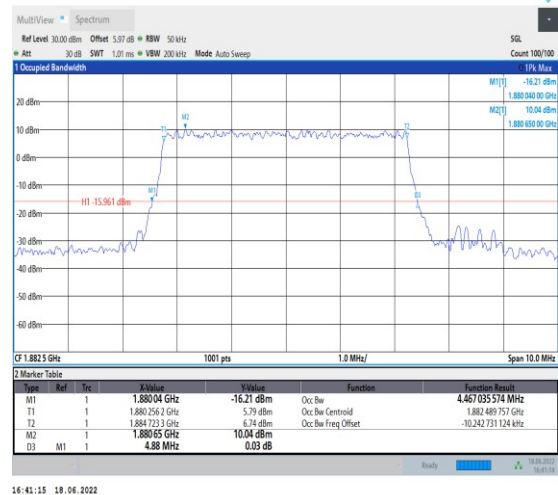 MultiView Spectrum
Ref Level 30.00 dBm Offset 5.97 dB RBW 50 kHz SGL
Att 30 dB SWT 1.01 ms VBW 200 kHz Mode Auto Sweep Count 100/100
1 Occupied Bandwidth 1Pk Max
M1[1] -16.21 dBm
1.880 040 00 GHz
M2[1] 10.04 dBm
1.880 650 00 GHz
20 dBm
M2
T1
T2
10 dBm
0 dBm
-10 dBm
M1
D3
H1 -15.961 dBm
-20 dBm
-30 dBm
-40 dBm
-50 dBm
-60 dBm
CF 1.882 5 GHz 1001 pts 1.0 MHz/ Span 10.0 MHz
2 Marker Table
Type Ref Trc X-Value Y-Value Function Function Result
M1 1 1.88004 GHz -16.21 dBm Occ Bw 4.467 035 574 MHz
T1 1 1.880 256 2 GHz 5.79 dBm Occ Bw Centroid 1.882 489 757 GHz
T2 1 1.884 723 3 GHz 6.74 dBm Occ Bw Freq Offset -10.242 731 124 kHz
M2 1 1.88065 GHz 10.04 dBm
D3 M1 1 4.88 MHz 0.03 dB
Ready 18.06.2022
16:41:14
16:41:15 18.06.2022